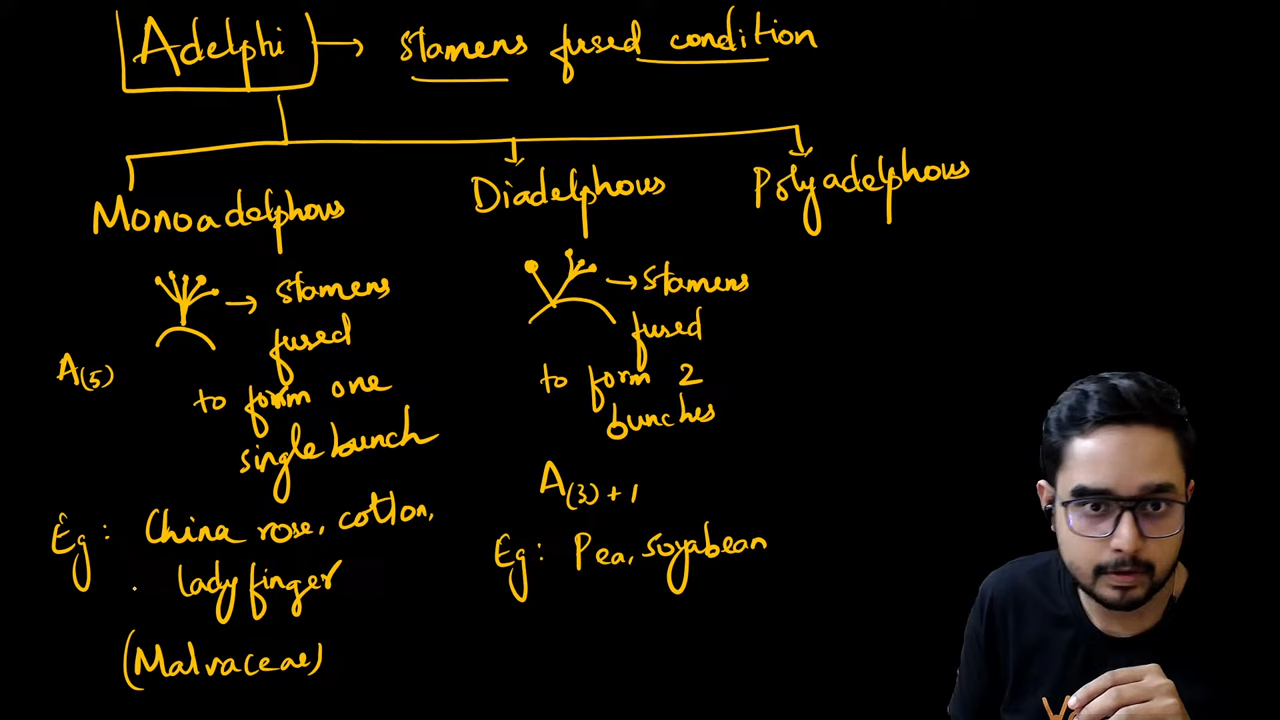 Adelphi → Stamens fused condition
Monoadelphous
Diadelphous
Polyadelphous
→ stamens
fused
to form one
single bunch
A(5)
→ Stamens
fused
to form 2
bunches
A(3)+1
Eg: China rose, cotton,
lady finger
(Malvaceae)
Eg: Pea, soyabean